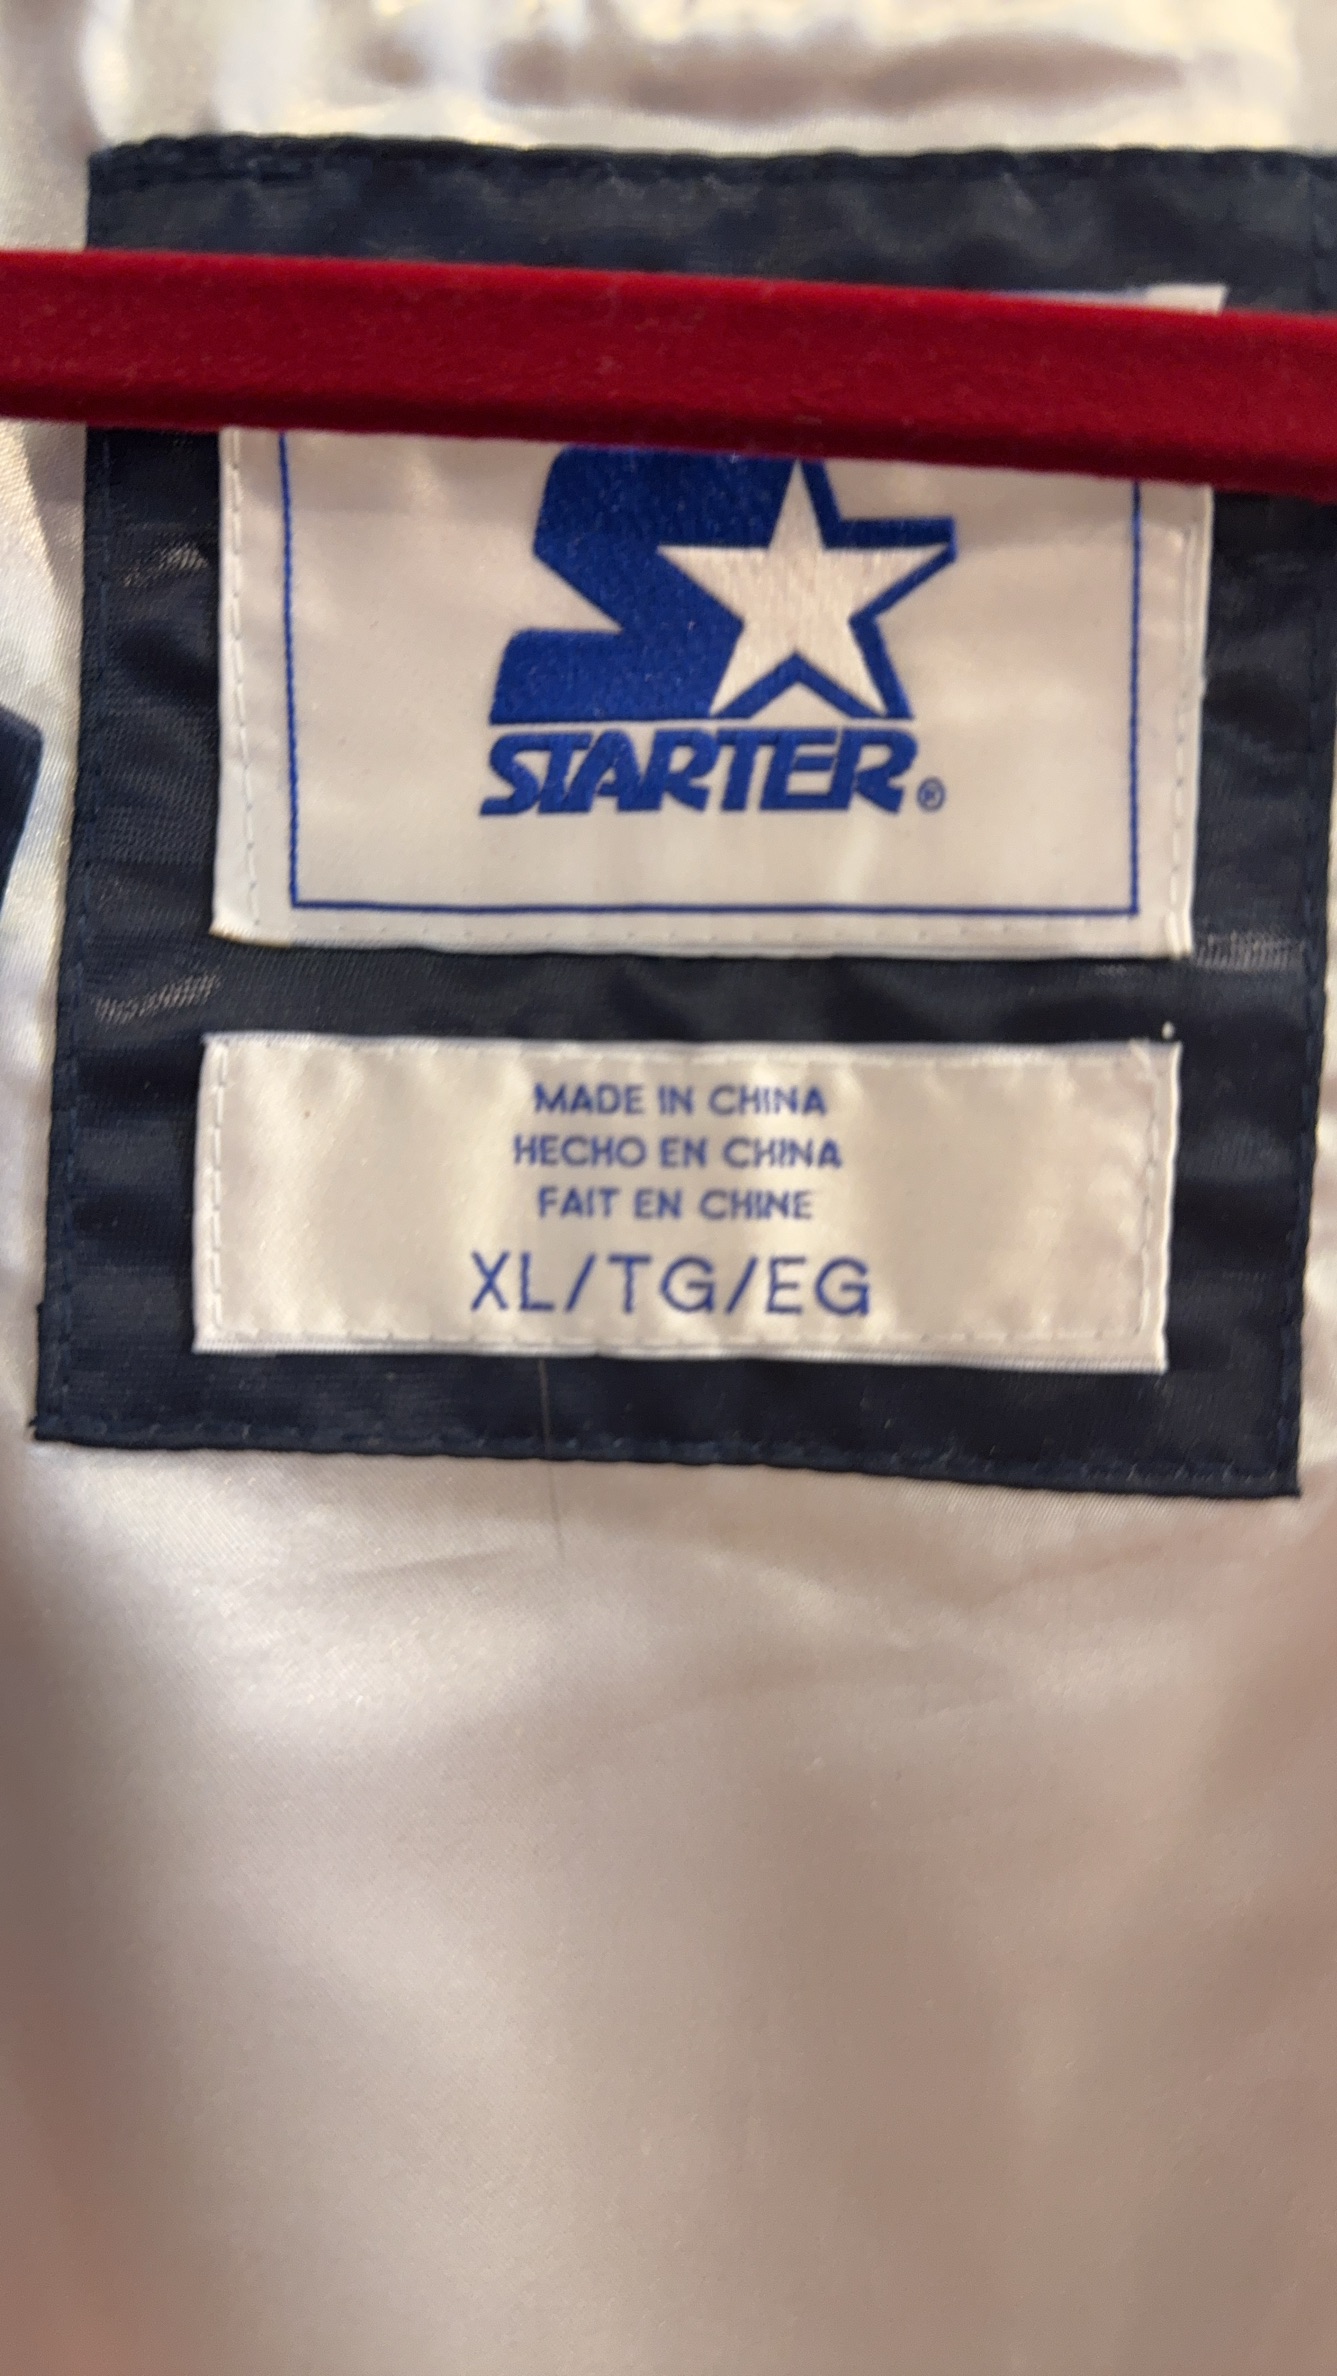 STARTER®
MADE IN CHINA
HECHO EN CHINA
FAIT EN CHINE
XL/TG/EG